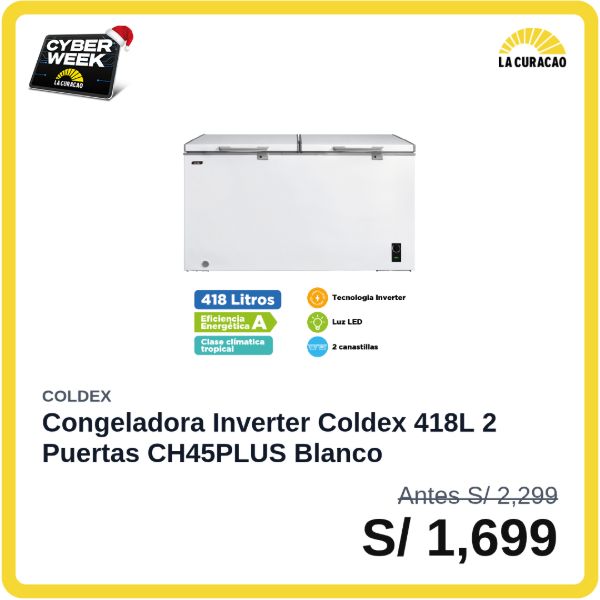 CYBER
WEEK
LA CURACAO
LA CURACAO
418 Litros
Eficiencia
Energética A
Clase climática
tropical
Tecnología Inverter
Luz LED
2 canastillas
COLDEX
Congeladora Inverter Coldex 418L 2
Puertas CH45PLUS Blanco
Antes S/ 2,299
S/ 1,699